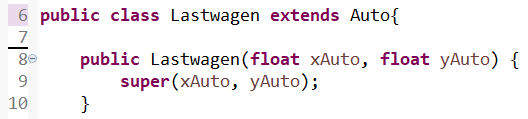 6 public class Lastwagen extends Auto{
7
8 public Lastwagen(float xAuto, float yAuto) {
9 super(xAuto, yAuto);
10 }